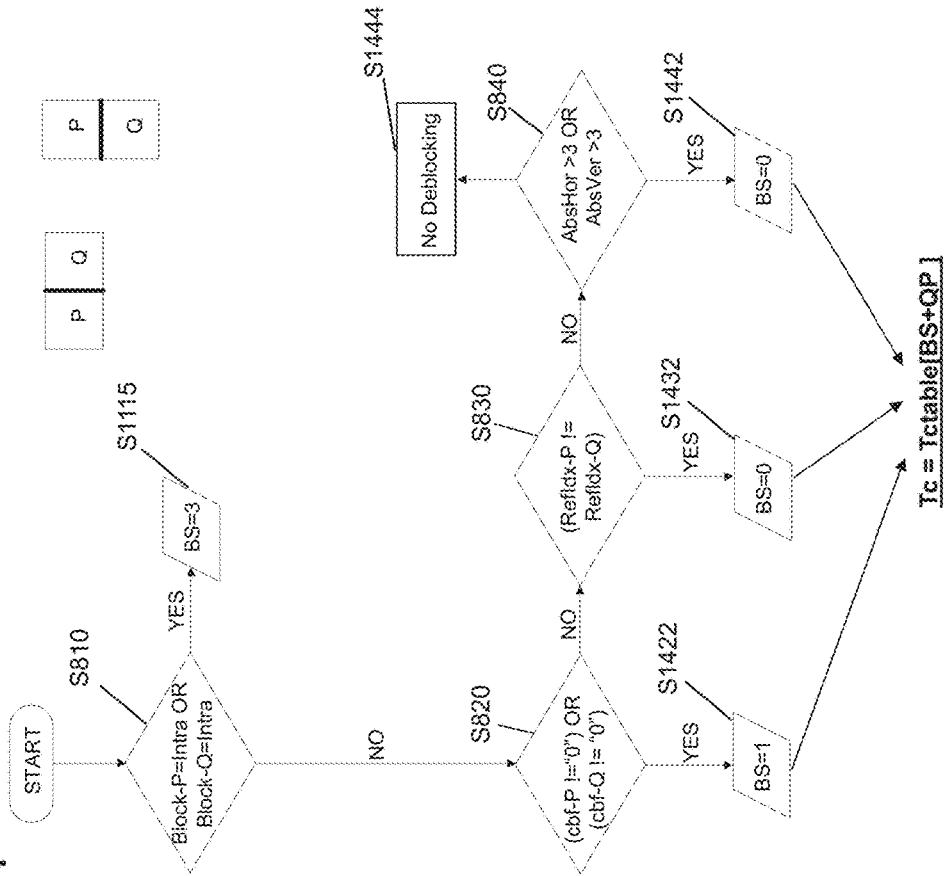 START
S810
Block-P=Intra OR
Block-Q=Intra
YES
S1115
BS=3
P
Q
P
Q
NO
S820
(cbf-P !="0") OR
(cbf-Q != "0")
NO
S830
(RefIdx-P !=
RefIdx-Q)
NO
S840
AbsHor >3 OR
AbsVer >3
No Deblocking
S1444
YES
S1422
BS=1
YES
S1432
BS=0
YES
S1442
BS=0
Tc = Tctable[BS+QP ]